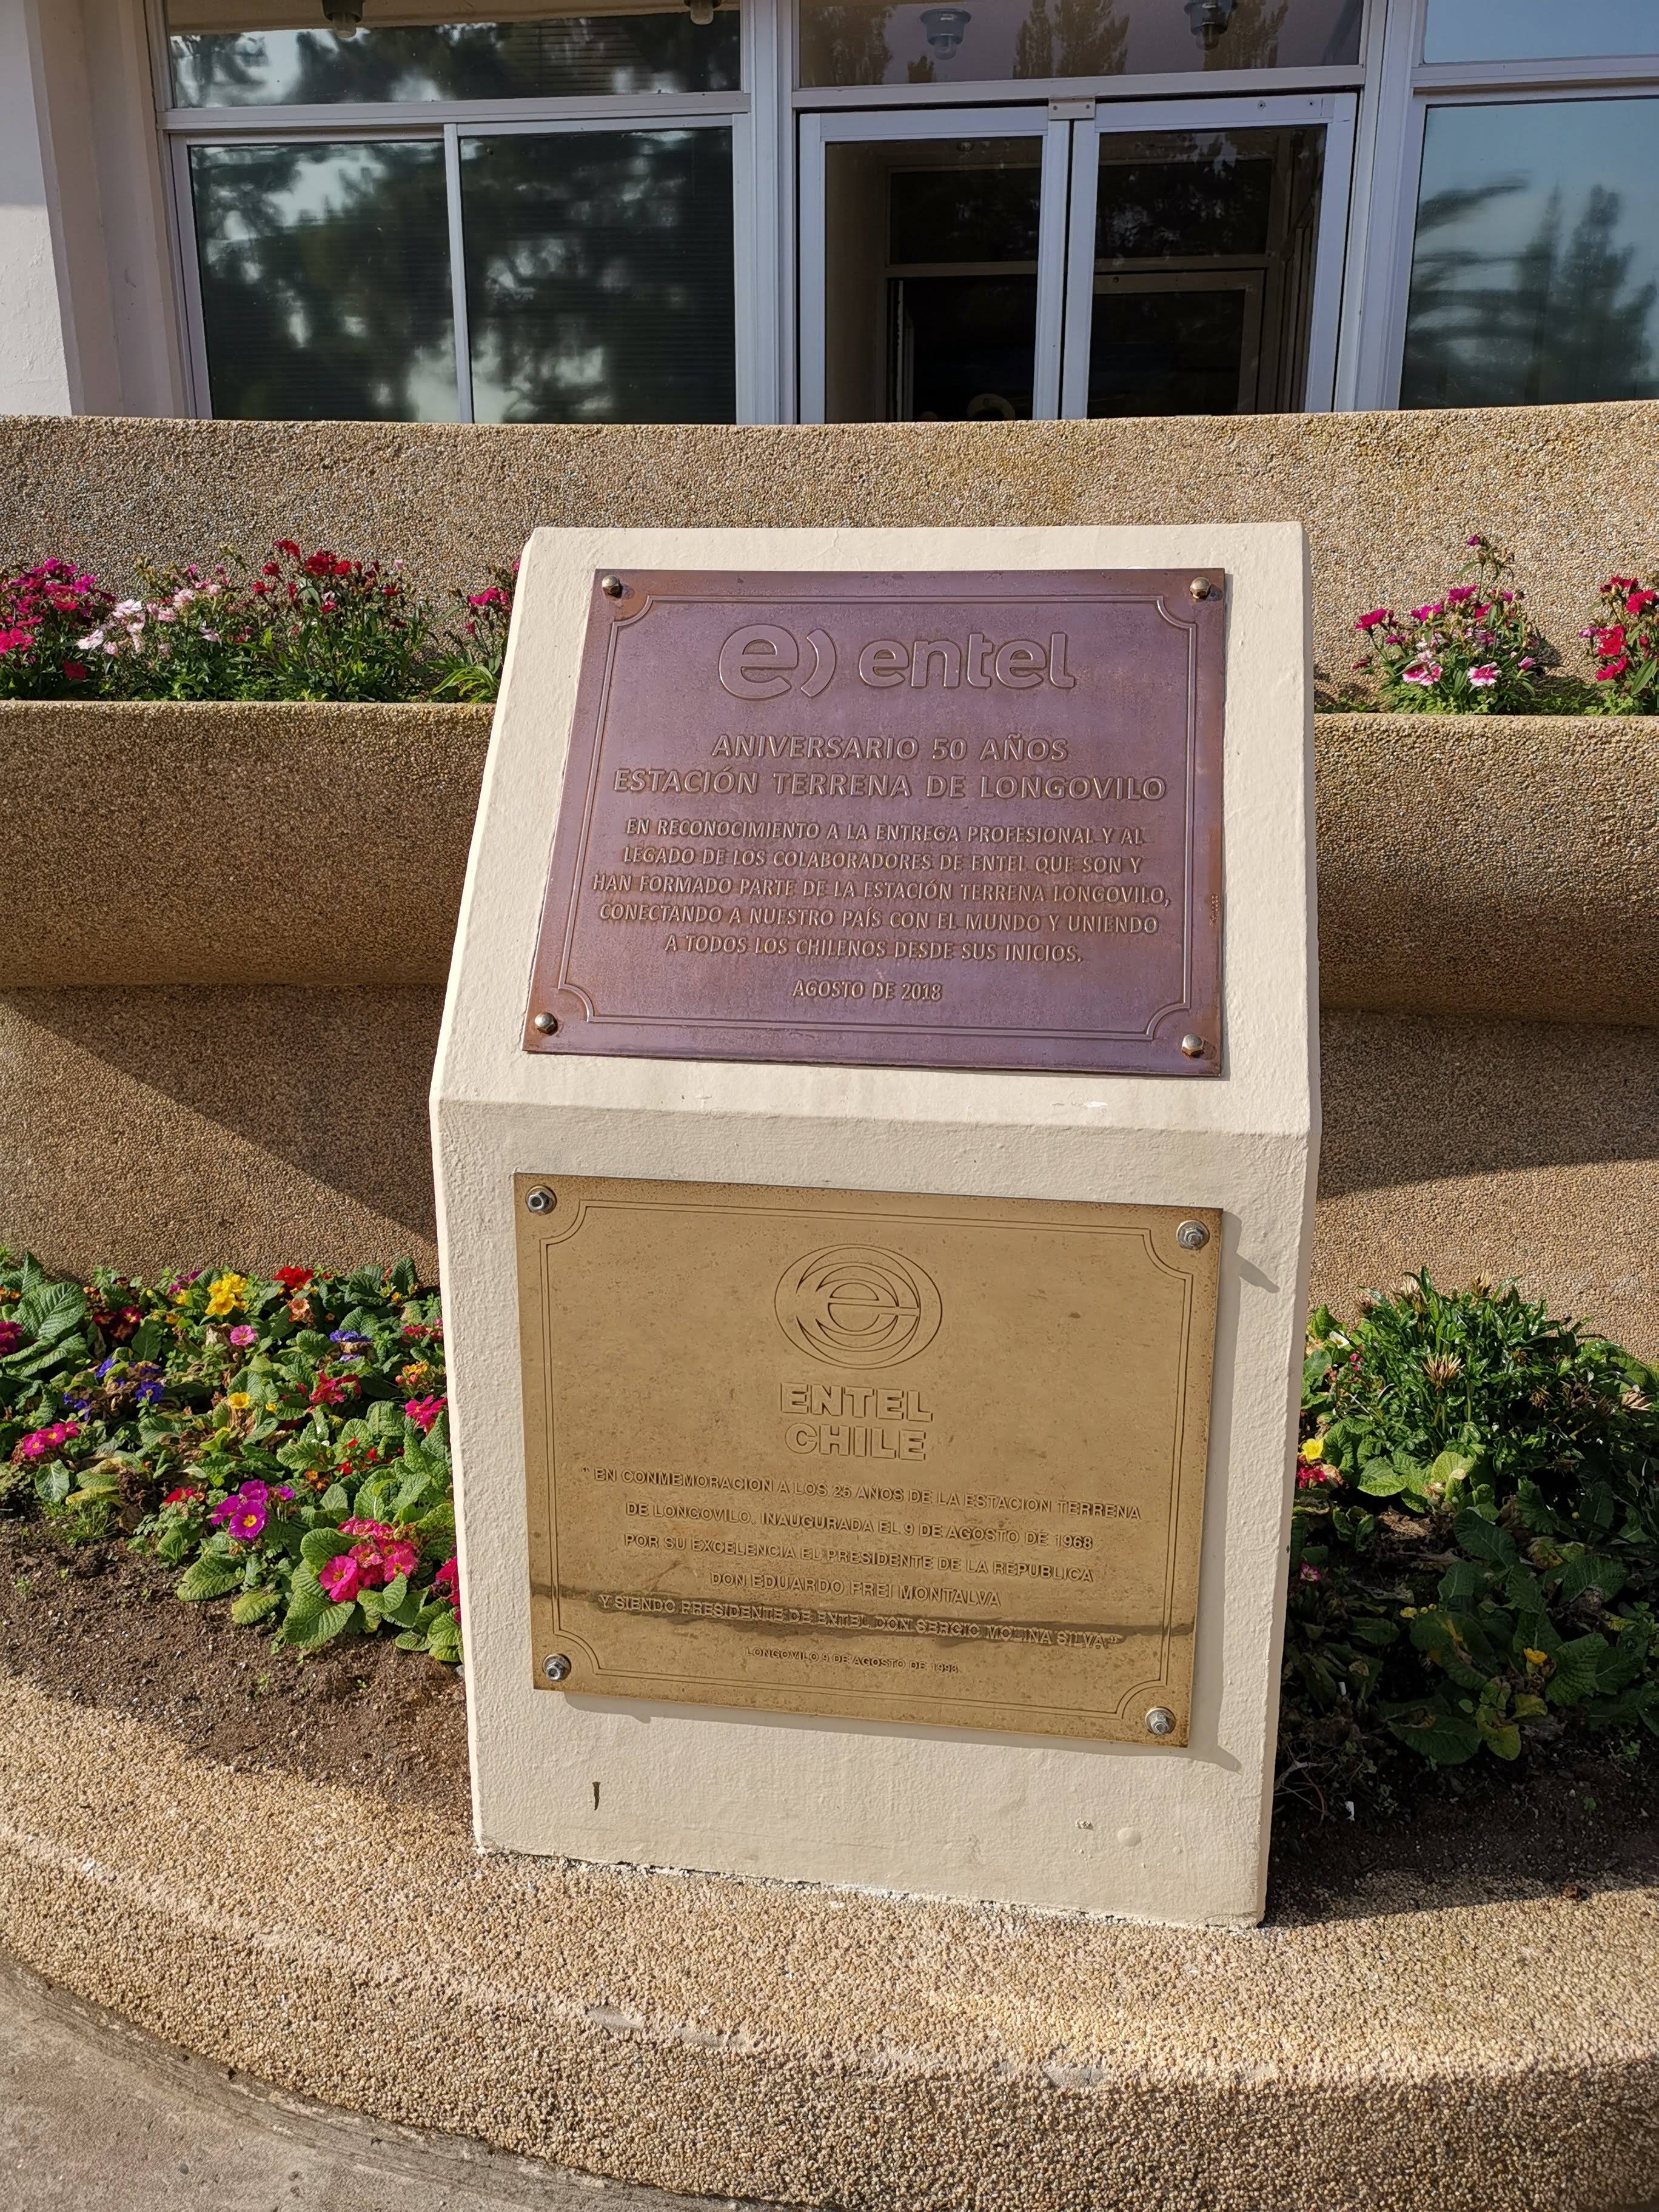 e) entel
ANIVERSARIO 50 AÑOS
ESTACIÓN TERRENA DE LONGOVILO
EN RECONOCIMIENTO A LA ENTREGA PROFESIONAL Y AL
LEGADO DE LOS COLABORADORES DE ENTEL QUE SON Y
HAN FORMADO PARTE DE LA ESTACIÓN TERRENA LONGOVILO,
CONECTANDO A NUESTRO PAÍS CON EL MUNDO Y UNIENDO
A TODOS LOS CHILENOS DESDE SUS INICIOS.
AGOSTO DE 2018
e
ENTEL
CHILE
" EN CONMEMORACION A LOS 25 AÑOS DE LA ESTACION TERRENA
DE LONGOVILO. INAUGURADA EL 9 DE AGOSTO DE 1968
POR SU EXCELENCIA EL PRESIDENTE DE LA REPUBLICA
DON EDUARDO FREI MONTALVA
Y SIENDO PRESIDENTE DE ENTEL DON SERGIO MOLINA SILVA."
LONGOVILO 9 DE AGOSTO DE 1993